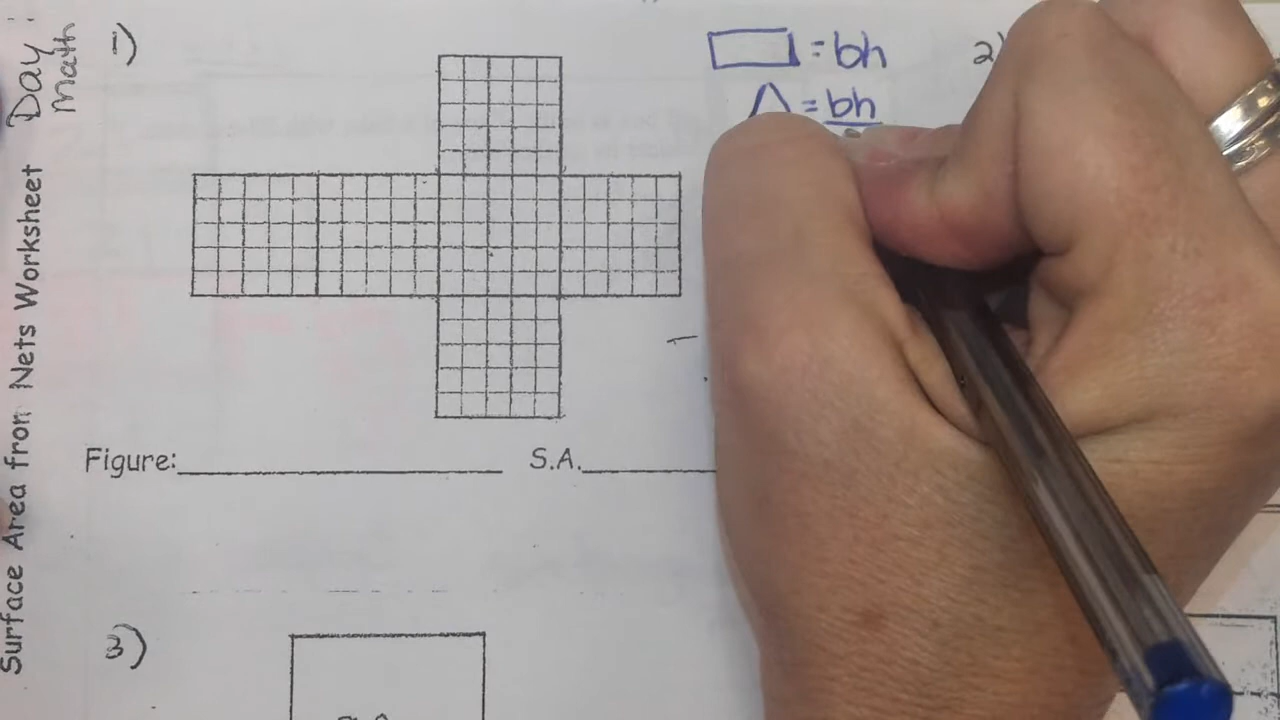 Day:
Math
Surface Area from Nets Worksheet
1)
= bh
= bh
2)
Figure:
S.A.
3)